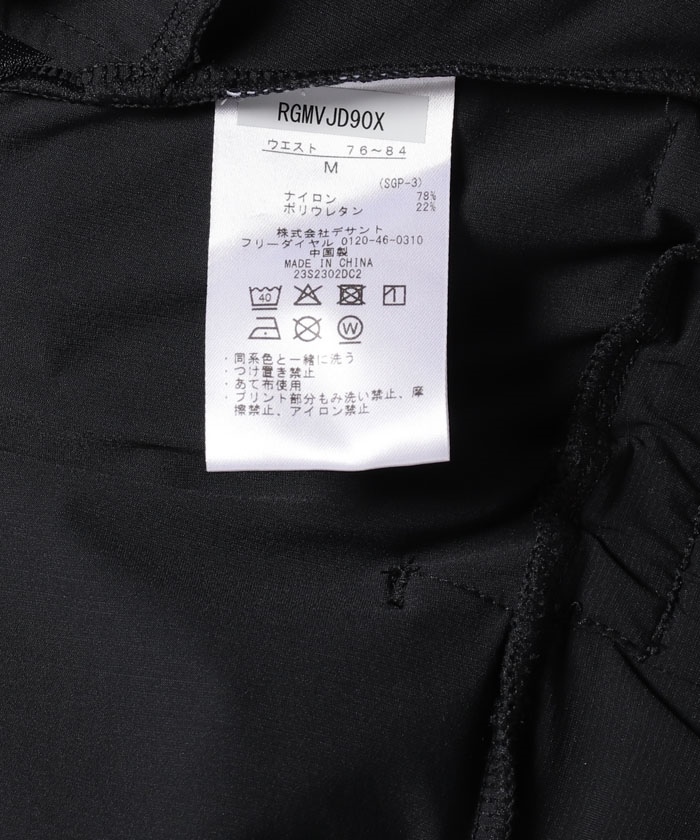 RGMVJD90X
ウエスト 76~84
M
(SGP-3)
ナイロン 78%
ポリウレタン 22%
株式会社デサント
フリーダイヤル 0120-46-0310
中国製
MADE IN CHINA
23S2302DC2
40
W
・同系色と一緒に洗う
・つけ置き禁止
・あて布使用
・プリント部分もみ洗い禁止、摩
擦禁止、アイロン禁止